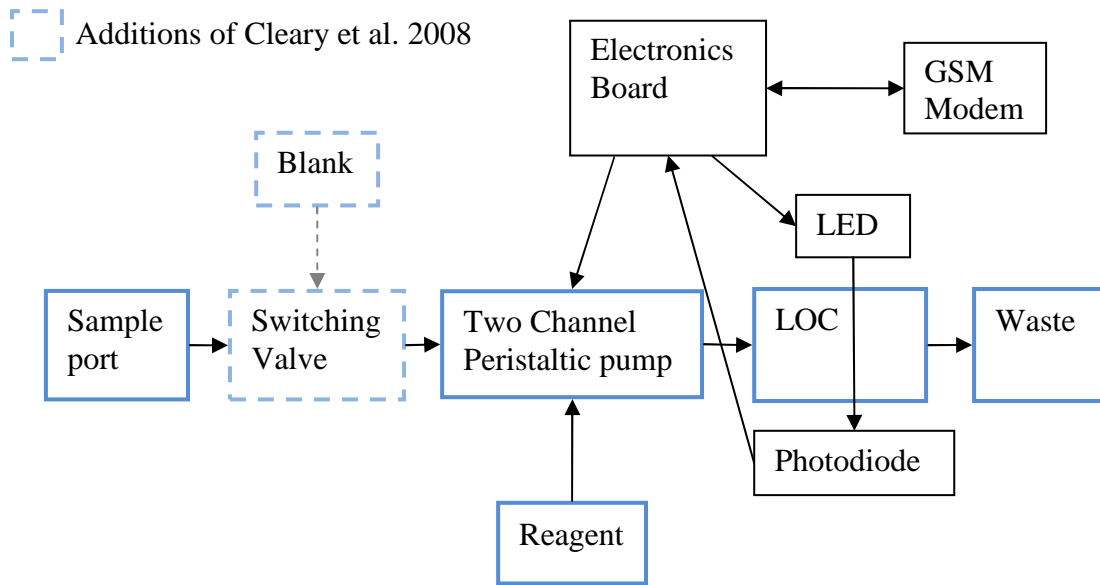 Additions of Cleary et al. 2008
Electronics
Board
GSM
Modem
Blank
LED
Sample
port
Switching
Valve
Two Channel
Peristaltic pump
LOC
Waste
Photodiode
Reagent